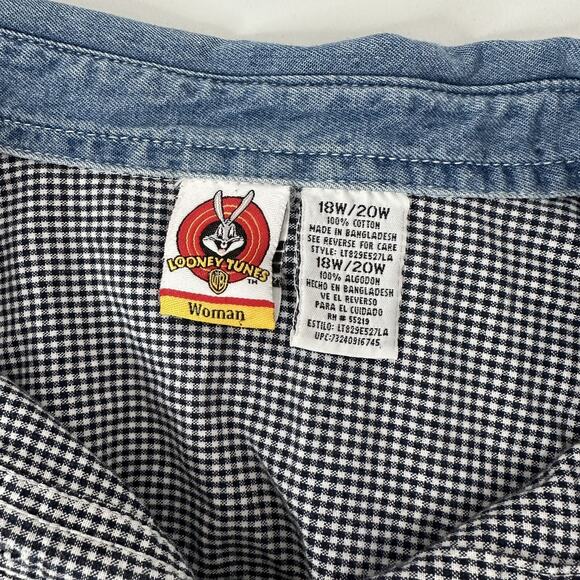 LOONEY TUNES
WB
TM
Woman
18W/20W
100% COTTON
MADE IN BANGLADESH
SEE REVERSE FOR CARE
STYLE: LT829E527LA
18W/20W
100% ALGODON
HECHO EN BANGLADESH
VE EL REVERSO
PARA EL CUIDADO
RN# 55219
ESTILO: LT829E527LA
UPC:73240916745